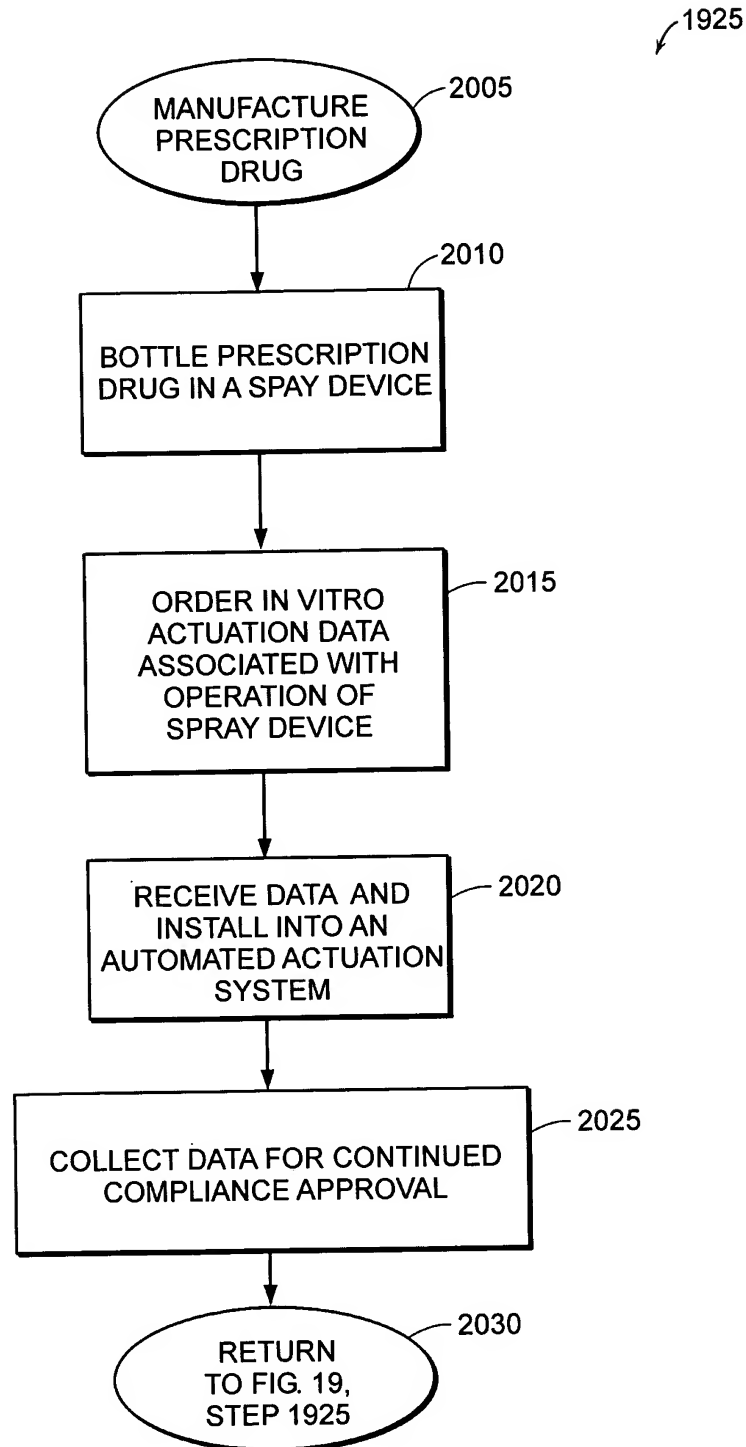 1925
MANUFACTURE
PRESCRIPTION
DRUG
2005
BOTTLE PRESCRIPTION
DRUG IN A SPAY DEVICE
2010
ORDER IN VITRO
ACTUATION DATA
ASSOCIATED WITH
OPERATION OF
SPRAY DEVICE
2015
RECEIVE DATA AND
INSTALL INTO AN
AUTOMATED ACTUATION
SYSTEM
2020
COLLECT DATA FOR CONTINUED
COMPLIANCE APPROVAL
2025
RETURN
TO FIG. 19,
STEP 1925
2030